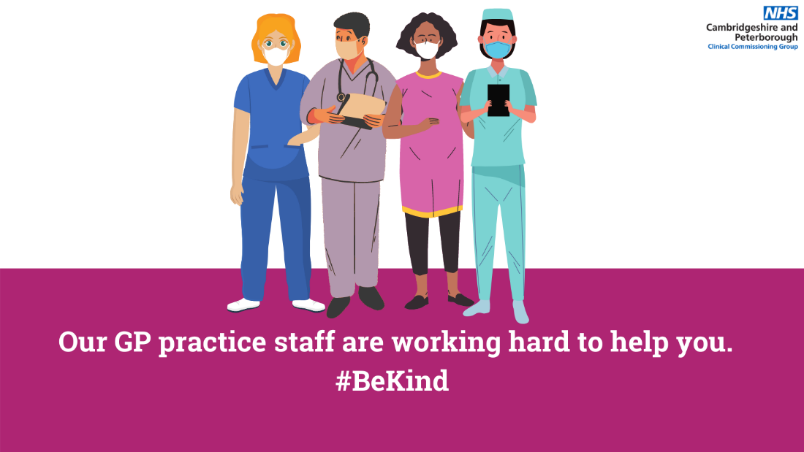 NHS
Cambridgeshire and
Peterborough
Clinical Commissioning Group
Our GP practice staff are working hard to help you.
#BeKind